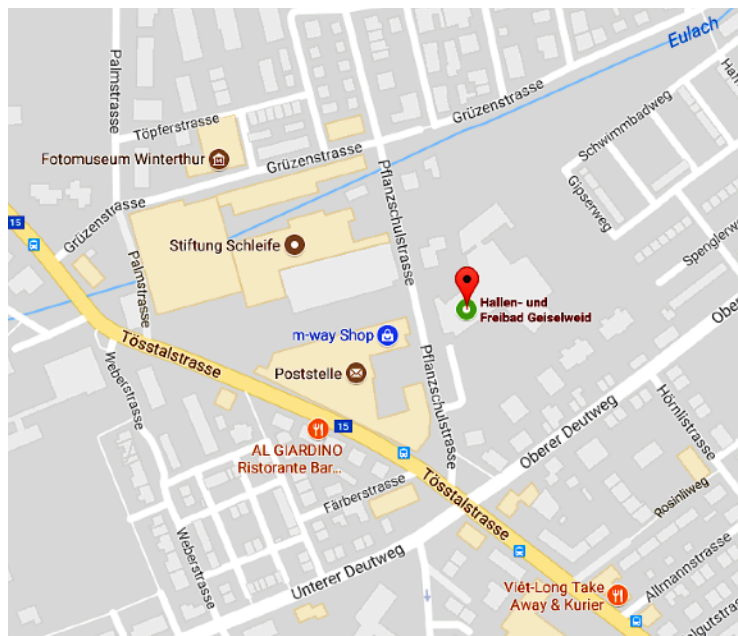 Eulach
Palmstrasse
Töpferstrasse
Grüzenstrasse
Schwimmbadweg
Fotomuseum Winterthur
Grüzenstrasse
Pflanzschulstrasse
Gipserweg
Grüzenstrasse
15
Stiftung Schleife
Palmstrasse
Spenglerweg
Hallen- und
Freibad Geiselweid
Ober
m-way Shop
Tösstalstrasse
Weberstrasse
Poststelle
Pflanzschulstrasse
Hörnlistrasse
15
AL GIARDINO
Ristorante Bar...
Oberer Deutweg
Färberstrasse
Tösstalstrasse
Rosinliweg
Weberstrasse
Unterer Deutweg
Viêt-Long Take
Away & Kurier
Allmannstrasse
elgutstras